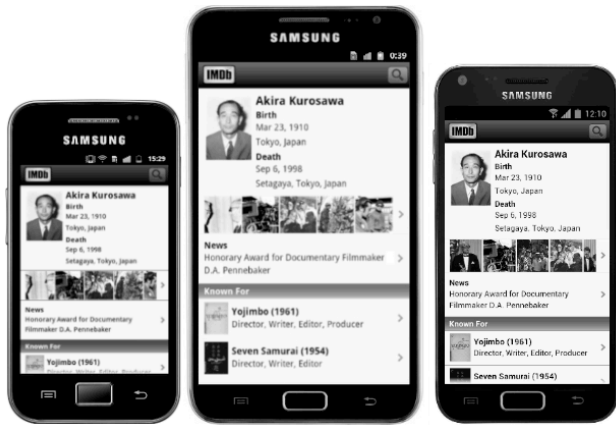 SAMSUNG
15:29
IMDb
Akira Kurosawa
Birth
Mar 23, 1910
Tokyo, Japan
Death
Sep 6, 1998
Setagaya, Tokyo, Japan
News
Honorary Award for Documentary
Filmmaker D.A. Pennebaker
Known For
Yojimbo (1961)
Director, Writer, Editor, Producer
SAMSUNG
0:39
IMDb
Akira Kurosawa
Birth
Mar 23, 1910
Tokyo, Japan
Death
Sep 6, 1998
Setagaya, Tokyo, Japan
News
Honorary Award for Documentary Filmmaker
D.A. Pennebaker
Known For
Yojimbo (1961)
Director, Writer, Editor, Producer
Seven Samurai (1954)
Director, Writer, Editor
SAMSUNG
12:10
IMDb
Akira Kurosawa
Birth
Mar 23, 1910
Tokyo, Japan
Death
Sep 6, 1998
Setagaya, Tokyo, Japan
News
Honorary Award for Documentary
Filmmaker D.A. Pennebaker
Known For
Yojimbo (1961)
Director, Writer, Editor, Producer
Seven Samurai (1954)